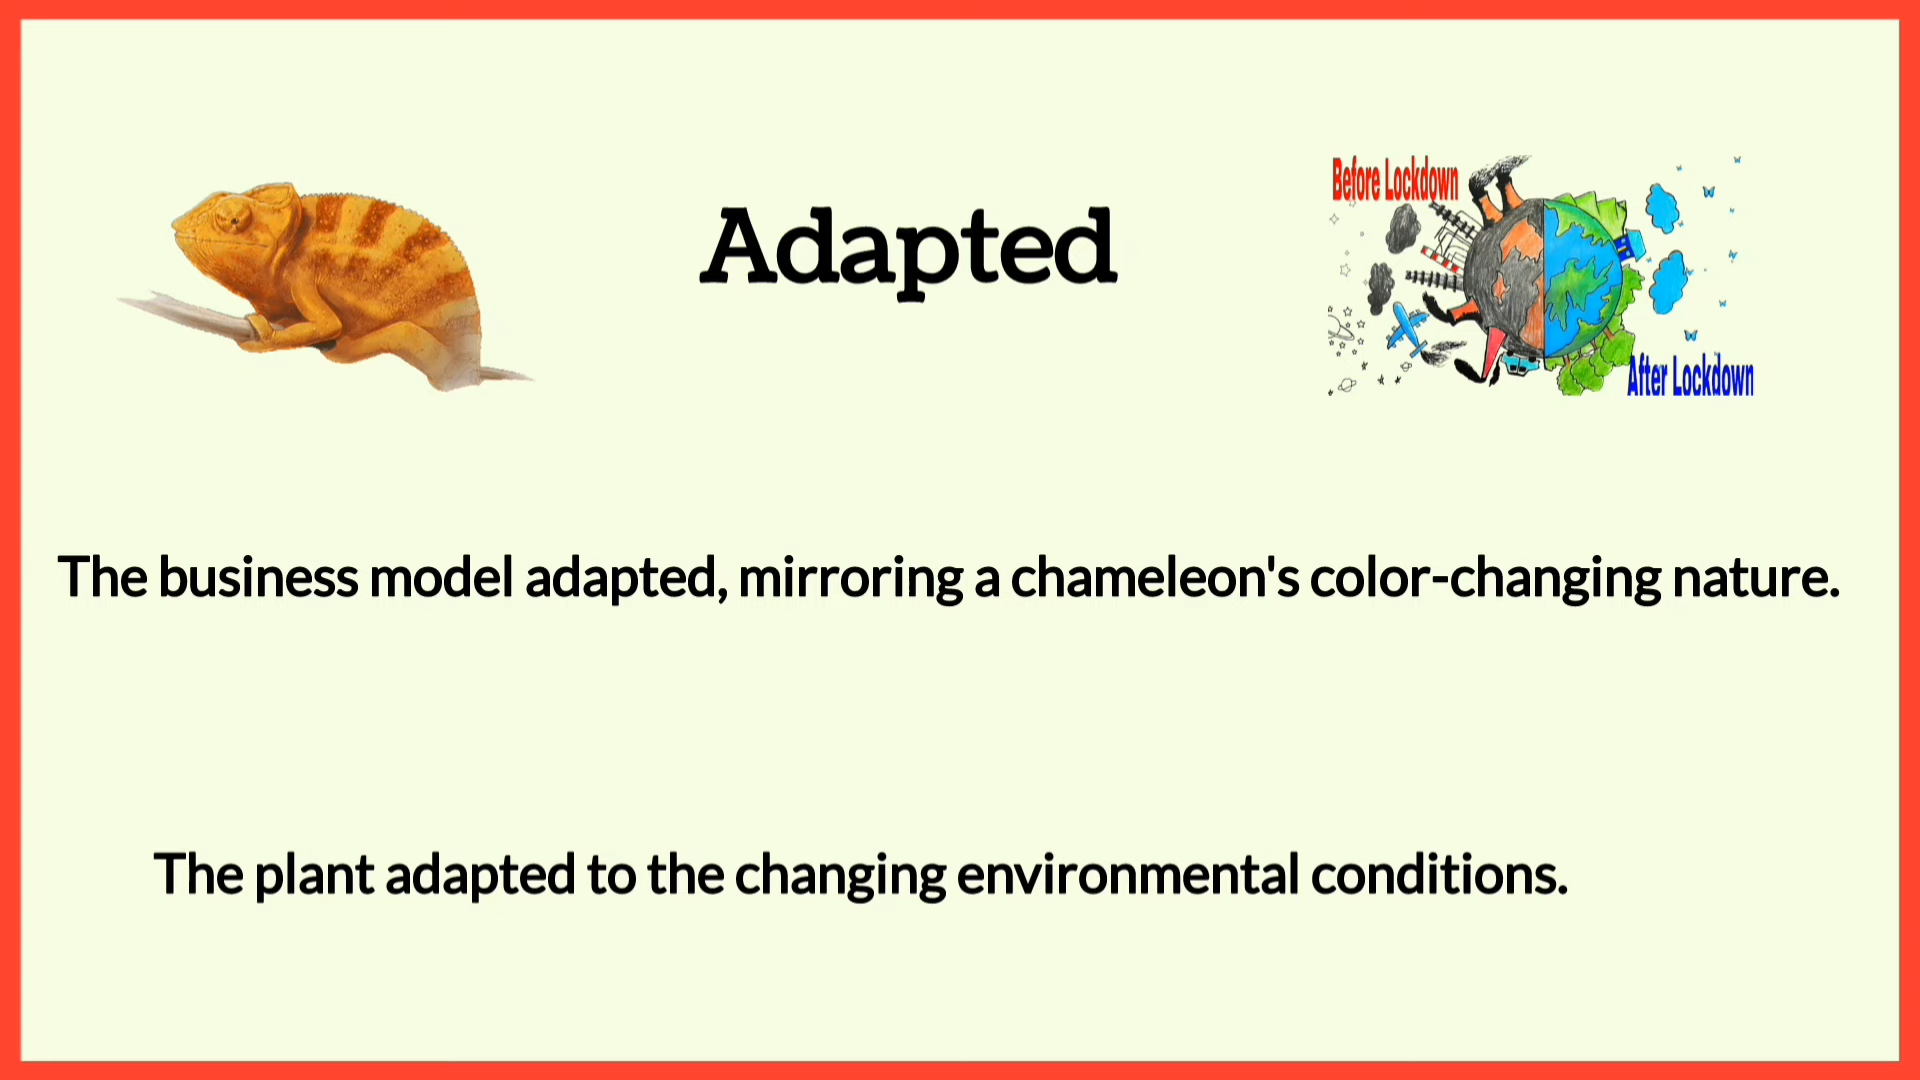 Before Lockdown
Adapted
After Lockdown
The business model adapted, mirroring a chameleon's color-changing nature.
The plant adapted to the changing environmental conditions.